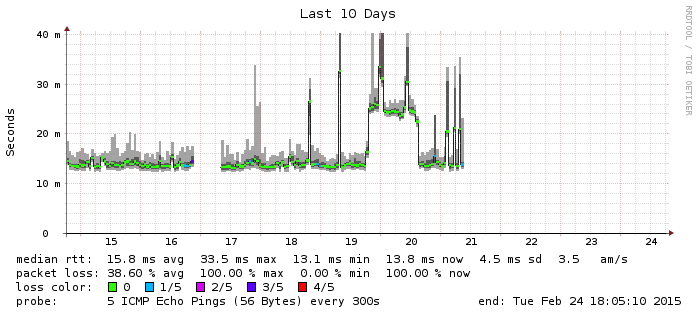 Last 10 Days
RRDTOOL / TOBI OETIKER
Seconds
40 m
30 m
20 m
10 m
0
15 16 17 18 19 20 21 22 23 24
median rtt: 15.8 ms avg 33.5 ms max 13.1 ms min 13.8 ms now 4.5 ms sd 3.5 am/s
packet loss: 38.60 % avg 100.00 % max 0.00 % min 100.00 % now
loss color: 0 1/5 2/5 3/5 4/5
probe: 5 ICMP Echo Pings (56 Bytes) every 300s end: Tue Feb 24 18:05:10 2015